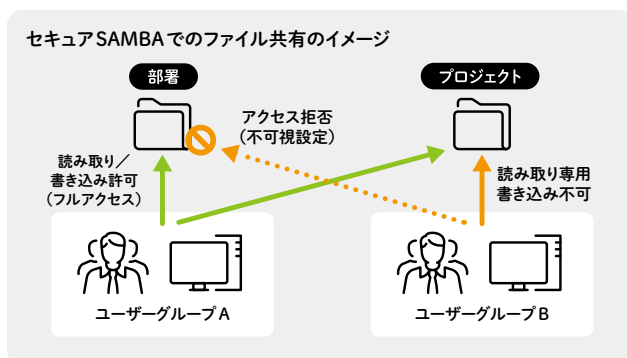 セキュアSAMBAでのファイル共有のイメージ
部署
プロジェクト
アクセス拒否
（不可視設定）
読み取り／
書き込み許可
（フルアクセス）
読み取り専用
書き込み不可
ユーザーグループA
ユーザーグループB